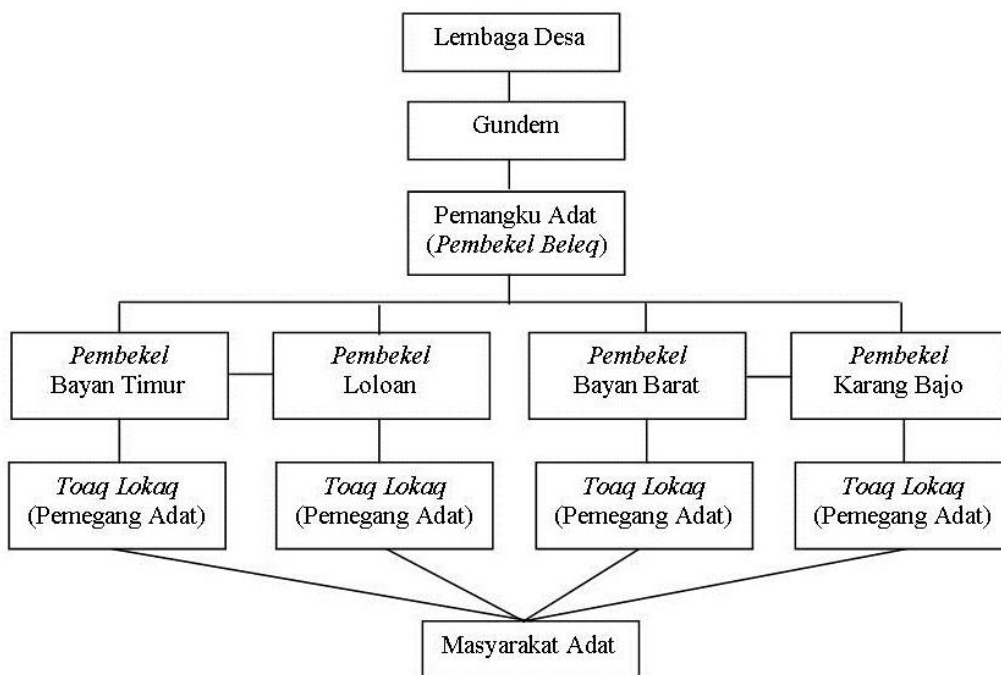 Lembaga Desa
Gundem
Pemangku Adat
(Pembekel Beleq)
Pembekel
Bayan Timur
Pembekel
Loloan
Pembekel
Bayan Barat
Pembekel
Karang Bajo
Toaq Lokaq
(Pemegang Adat)
Toaq Lokaq
(Pemegang Adat)
Toaq Lokaq
(Pemegang Adat)
Toaq Lokaq
(Pemegang Adat)
Masyarakat Adat